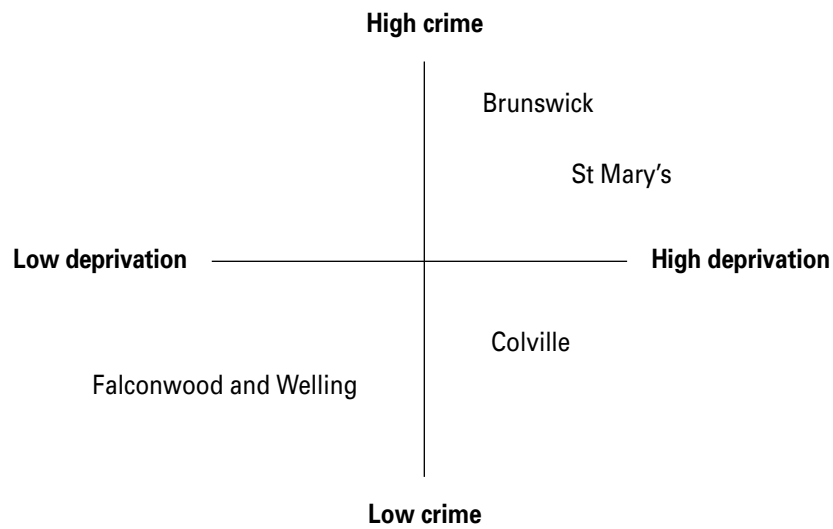 High crime
Brunswick
St Mary’s
Low deprivation
High deprivation
Colville
Falconwood and Welling
Low crime